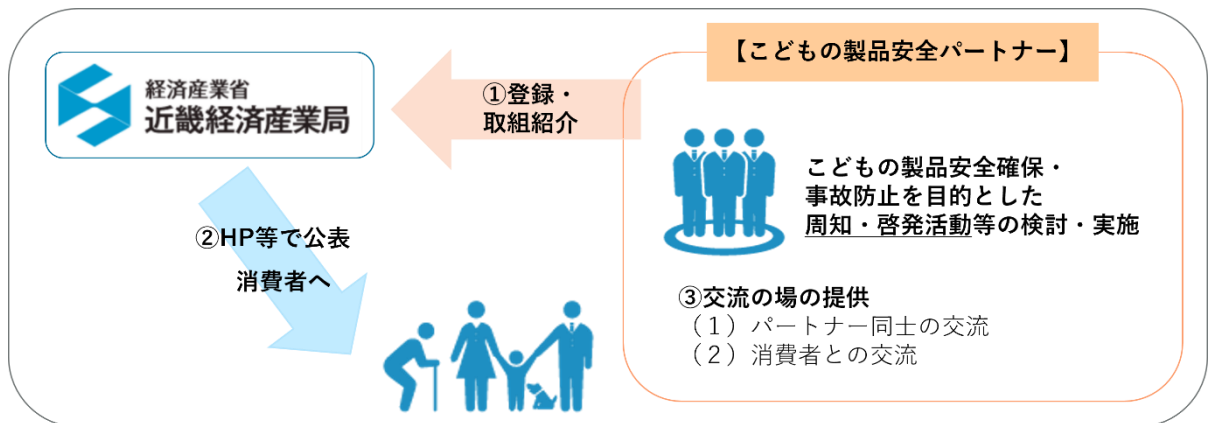 【こどもの製品安全パートナー】
経済産業省
近畿経済産業局
①登録・
取組紹介
こどもの製品安全確保・
事故防止を目的とした
周知・啓発活動等の検討・実施
②HP等で公表
消費者へ
③交流の場の提供
（１）パートナー同士の交流
（２）消費者との交流